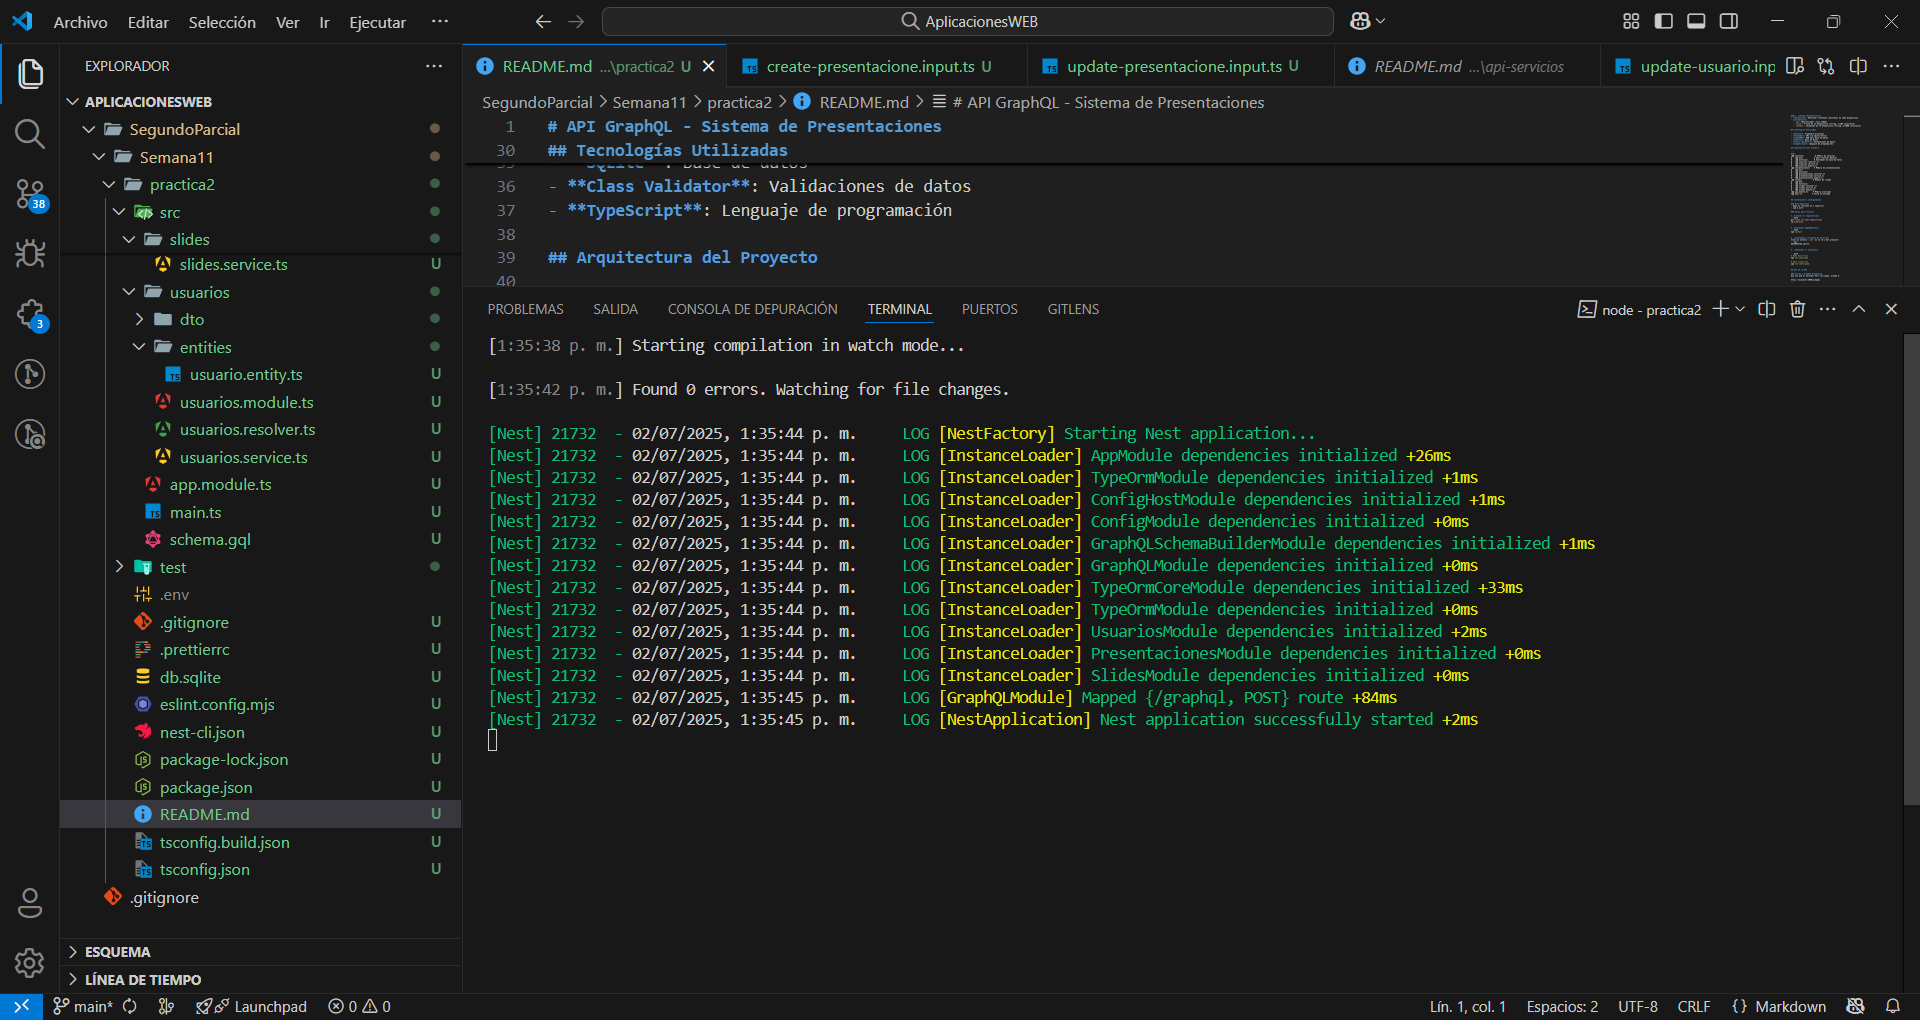 Archivo Editar Selección Ver Ir Ejecutar ··· AplicacionesWEB
EXPLORADOR ···
APLICACIONESWEB
SegundoParcial
Semana11
practica2
src
slides
slides.service.ts U
usuarios
dto
entities
usuario.entity.ts U
usuarios.module.ts U
usuarios.resolver.ts U
usuarios.service.ts U
app.module.ts U
main.ts U
schema.gql U
test
.env
.gitignore U
.prettierrc U
db.sqlite U
eslint.config.mjs U
nest-cli.json U
package-lock.json U
package.json U
README.md U
tsconfig.build.json U
tsconfig.json U
.gitignore
ESQUEMA
LÍNEA DE TIEMPO
38
3
README.md ...\practica2 U
create-presentacione.input.ts U
update-presentacione.input.ts U
README.md ...\api-servicios
update-usuario.inp
SegundoParcial > Semana11 > practica2 > README.md > # API GraphQL - Sistema de Presentaciones
1 # API GraphQL - Sistema de Presentaciones
30 ## Tecnologías Utilizadas
36 - **Class Validator**: Validaciones de datos
37 - **TypeScript**: Lenguaje de programación
38
39 ## Arquitectura del Proyecto
40
PROBLEMAS SALIDA CONSOLA DE DEPURACIÓN TERMINAL PUERTOS GITLENS
node - practica2
[1:35:38 p. m.] Starting compilation in watch mode...
[1:35:42 p. m.] Found 0 errors. Watching for file changes.
[Nest] 21732 - 02/07/2025, 1:35:44 p. m. LOG [NestFactory] Starting Nest application...
[Nest] 21732 - 02/07/2025, 1:35:44 p. m. LOG [InstanceLoader] AppModule dependencies initialized +26ms
[Nest] 21732 - 02/07/2025, 1:35:44 p. m. LOG [InstanceLoader] TypeOrmModule dependencies initialized +1ms
[Nest] 21732 - 02/07/2025, 1:35:44 p. m. LOG [InstanceLoader] ConfigHostModule dependencies initialized +1ms
[Nest] 21732 - 02/07/2025, 1:35:44 p. m. LOG [InstanceLoader] ConfigModule dependencies initialized +0ms
[Nest] 21732 - 02/07/2025, 1:35:44 p. m. LOG [InstanceLoader] GraphQLSchemaBuilderModule dependencies initialized +1ms
[Nest] 21732 - 02/07/2025, 1:35:44 p. m. LOG [InstanceLoader] GraphQLModule dependencies initialized +0ms
[Nest] 21732 - 02/07/2025, 1:35:44 p. m. LOG [InstanceLoader] TypeOrmCoreModule dependencies initialized +33ms
[Nest] 21732 - 02/07/2025, 1:35:44 p. m. LOG [InstanceLoader] TypeOrmModule dependencies initialized +0ms
[Nest] 21732 - 02/07/2025, 1:35:44 p. m. LOG [InstanceLoader] UsuariosModule dependencies initialized +2ms
[Nest] 21732 - 02/07/2025, 1:35:44 p. m. LOG [InstanceLoader] PresentacionesModule dependencies initialized +0ms
[Nest] 21732 - 02/07/2025, 1:35:44 p. m. LOG [InstanceLoader] SlidesModule dependencies initialized +0ms
[Nest] 21732 - 02/07/2025, 1:35:45 p. m. LOG [GraphQLModule] Mapped {/graphql, POST} route +84ms
[Nest] 21732 - 02/07/2025, 1:35:45 p. m. LOG [NestApplication] Nest application successfully started +2ms
main* Launchpad 0 0 Lín. 1, col. 1 Espacios: 2 UTF-8 CRLF {} Markdown